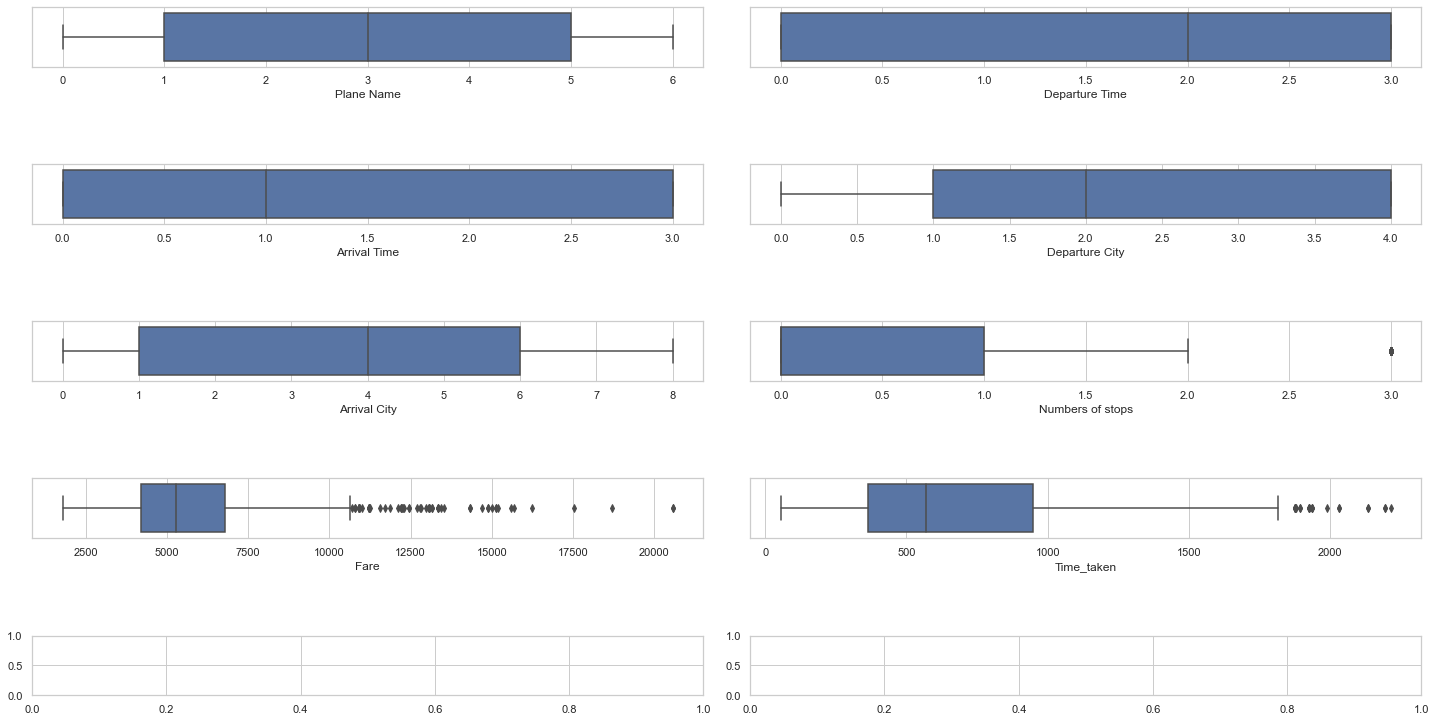 0 1 2 3 4 5 6
Plane Name
0.0 0.5 1.0 1.5 2.0 2.5 3.0
Departure Time
0.0 0.5 1.0 1.5 2.0 2.5 3.0
Arrival Time
0.0 0.5 1.0 1.5 2.0 2.5 3.0 3.5 4.0
Departure City
0 1 2 3 4 5 6 7 8
Arrival City
0.0 0.5 1.0 1.5 2.0 2.5 3.0
Numbers of stops
2500 5000 7500 10000 12500 15000 17500 20000
Fare
0 500 1000 1500 2000
Time_taken
1.0
0.5
0.0
0.0 0.2 0.4 0.6 0.8 1.0
1.0
0.5
0.0
0.0 0.2 0.4 0.6 0.8 1.0